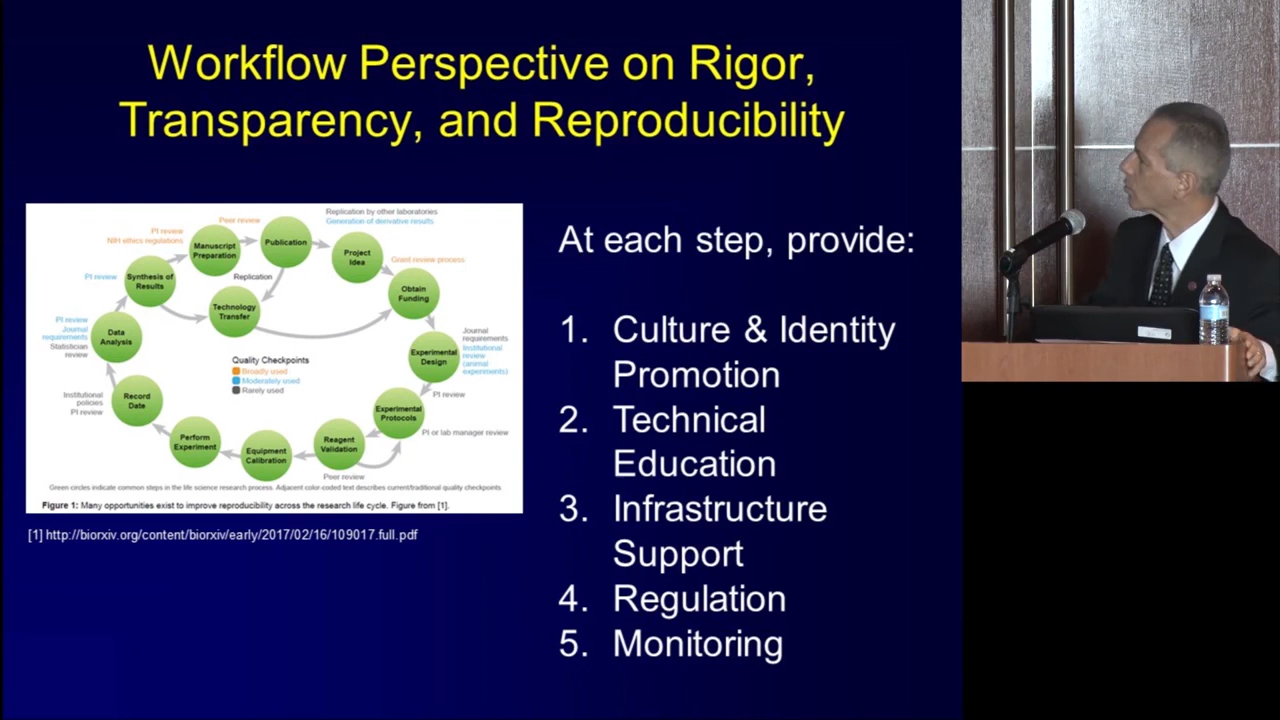 Workflow Perspective on Rigor,
Transparency, and Reproducibility
Replication by other laboratories
Generation of derivative results
Peer review
PI review
NIH ethics regulations
Manuscript
Preparation
Publication
Project
Idea
Grant review process
PI review
Synthesis of
Results
Replication
Technology
Transfer
Obtain
Funding
PI review
Journal
requirements
Statistician
review
Data
Analysis
Quality Checkpoints
Broadly used
Moderately used
Rarely used
Experimental
Design
Journal
requirements
Institutional
review
(animal
experiments)
PI review
Institutional
policies
PI review
Record
Date
Experimental
Protocols
PI or lab manager review
Perform
Experiment
Equipment
Calibration
Reagent
Validation
Peer review
Green circles indicate common steps in the life science research process. Adjacent color-coded text describes current/traditional quality checkpoints
Figure 1: Many opportunities exist to improve reproducibility across the research life cycle. Figure from [1].
[1] http://biorxiv.org/content/biorxiv/early/2017/02/16/109017.full.pdf
At each step, provide:
1. Culture & Identity
Promotion
2. Technical
Education
3. Infrastructure
Support
4. Regulation
5. Monitoring